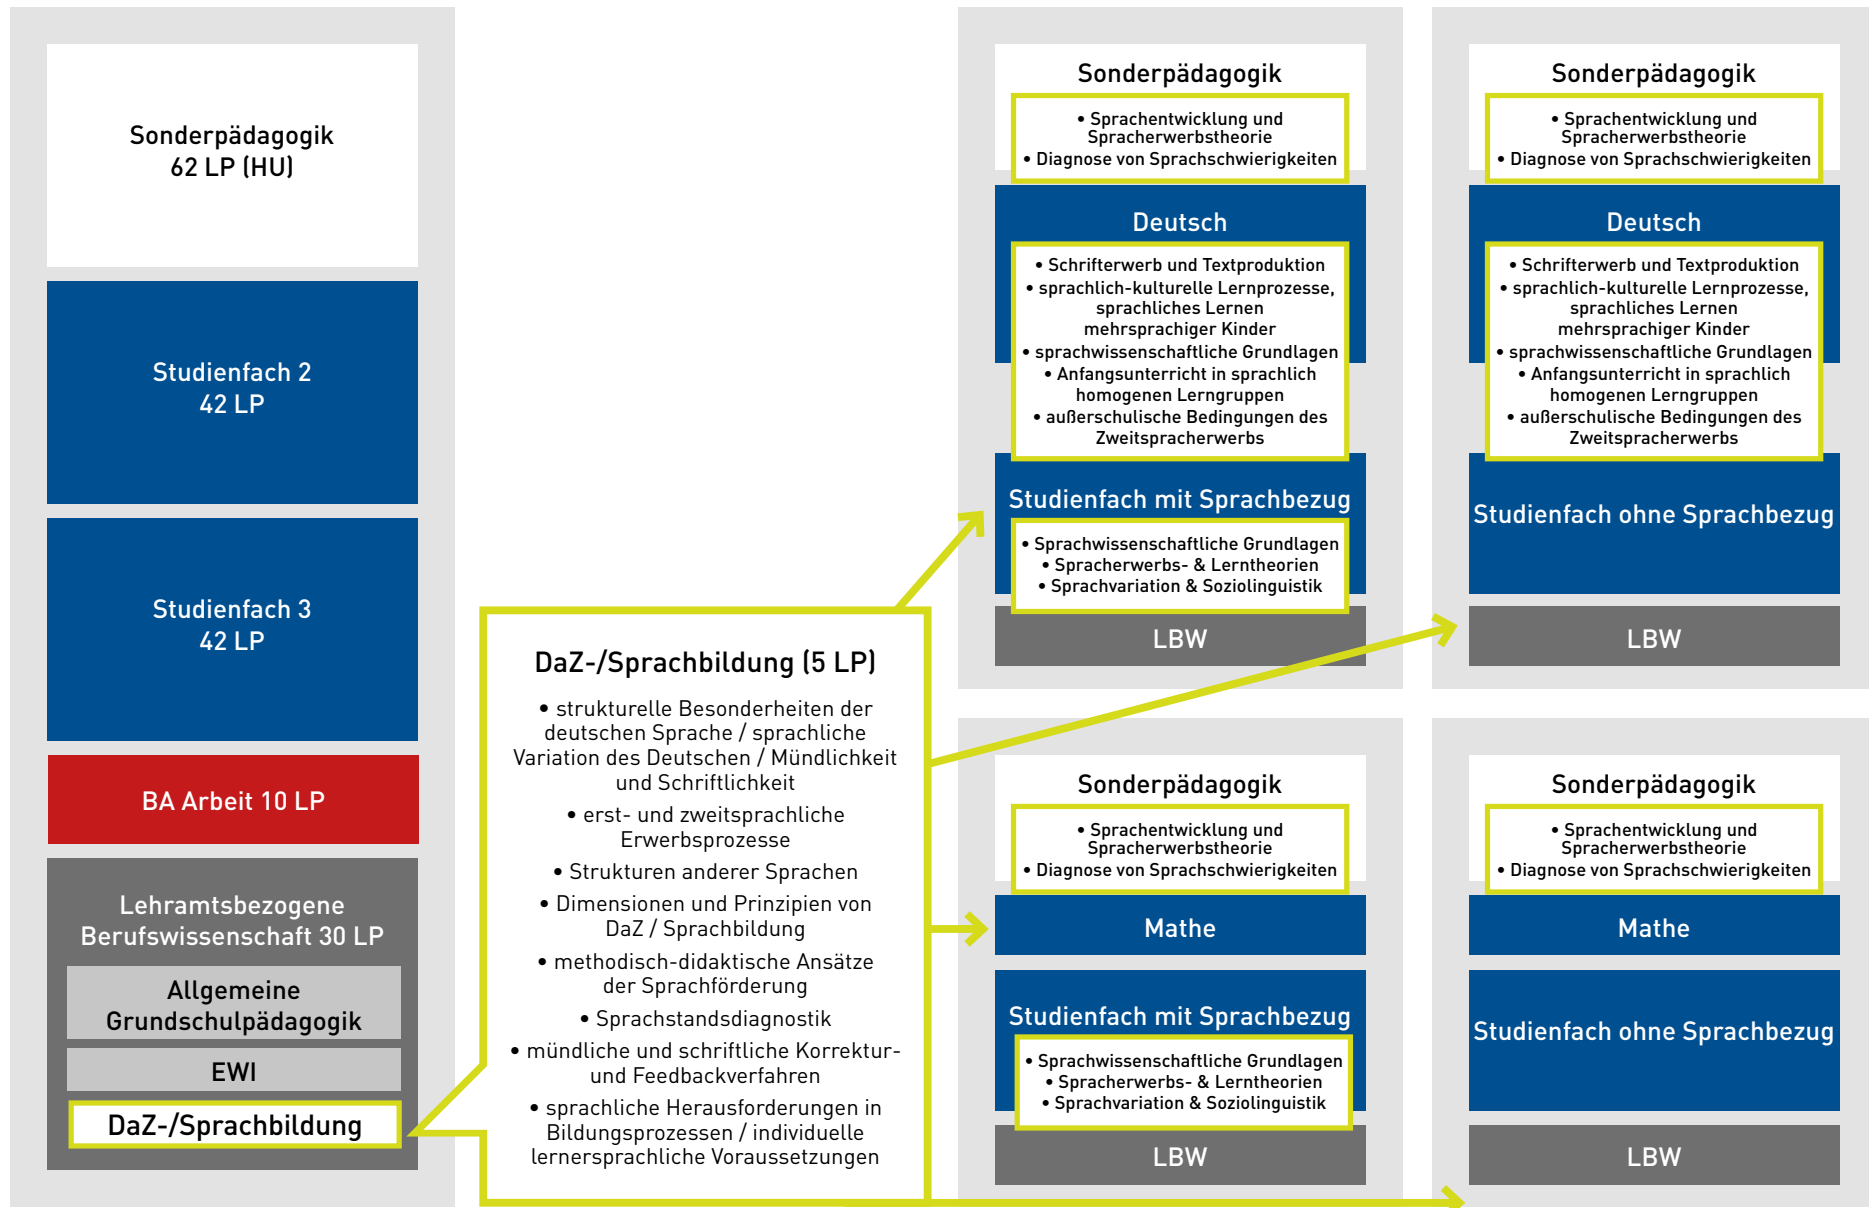 Sonderpädagogik
62 LP (HU)
Studienfach 2
42 LP
Studienfach 3
42 LP
BA Arbeit 10 LP
Lehramtsbezogene
Berufswissenschaft 30 LP
Allgemeine
Grundschulpädagogik
EWI
DaZ-/Sprachbildung
DaZ-/Sprachbildung (5 LP)
• strukturelle Besonderheiten der
deutschen Sprache / sprachliche
Variation des Deutschen / Mündlichkeit
und Schriftlichkeit
• erst- und zweitsprachliche
Erwerbsprozesse
• Strukturen anderer Sprachen
• Dimensionen und Prinzipien von
DaZ / Sprachbildung
• methodisch-didaktische Ansätze
der Sprachförderung
• Sprachstandsdiagnostik
• mündliche und schriftliche Korrektur-
und Feedbackverfahren
• sprachliche Herausforderungen in
Bildungsprozessen / individuelle
lernersprachliche Voraussetzungen
Sonderpädagogik
• Sprachentwicklung und
Spracherwerbstheorie
• Diagnose von Sprachschwierigkeiten
Deutsch
• Schrifterwerb und Textproduktion
• sprachlich-kulturelle Lernprozesse,
sprachliches Lernen
mehrsprachiger Kinder
• sprachwissenschaftliche Grundlagen
• Anfangsunterricht in sprachlich
homogenen Lerngruppen
• außerschulische Bedingungen des
Zweitspracherwerbs
Studienfach mit Sprachbezug
• Sprachwissenschaftliche Grundlagen
• Spracherwerbs- & Lerntheorien
• Sprachvariation & Soziolinguistik
LBW
Sonderpädagogik
• Sprachentwicklung und
Spracherwerbstheorie
• Diagnose von Sprachschwierigkeiten
Deutsch
• Schrifterwerb und Textproduktion
• sprachlich-kulturelle Lernprozesse,
sprachliches Lernen
mehrsprachiger Kinder
• sprachwissenschaftliche Grundlagen
• Anfangsunterricht in sprachlich
homogenen Lerngruppen
• außerschulische Bedingungen des
Zweitspracherwerbs
Studienfach ohne Sprachbezug
LBW
Sonderpädagogik
• Sprachentwicklung und
Spracherwerbstheorie
• Diagnose von Sprachschwierigkeiten
Mathe
Studienfach mit Sprachbezug
• Sprachwissenschaftliche Grundlagen
• Spracherwerbs- & Lerntheorien
• Sprachvariation & Soziolinguistik
LBW
Sonderpädagogik
• Sprachentwicklung und
Spracherwerbstheorie
• Diagnose von Sprachschwierigkeiten
Mathe
Studienfach ohne Sprachbezug
LBW